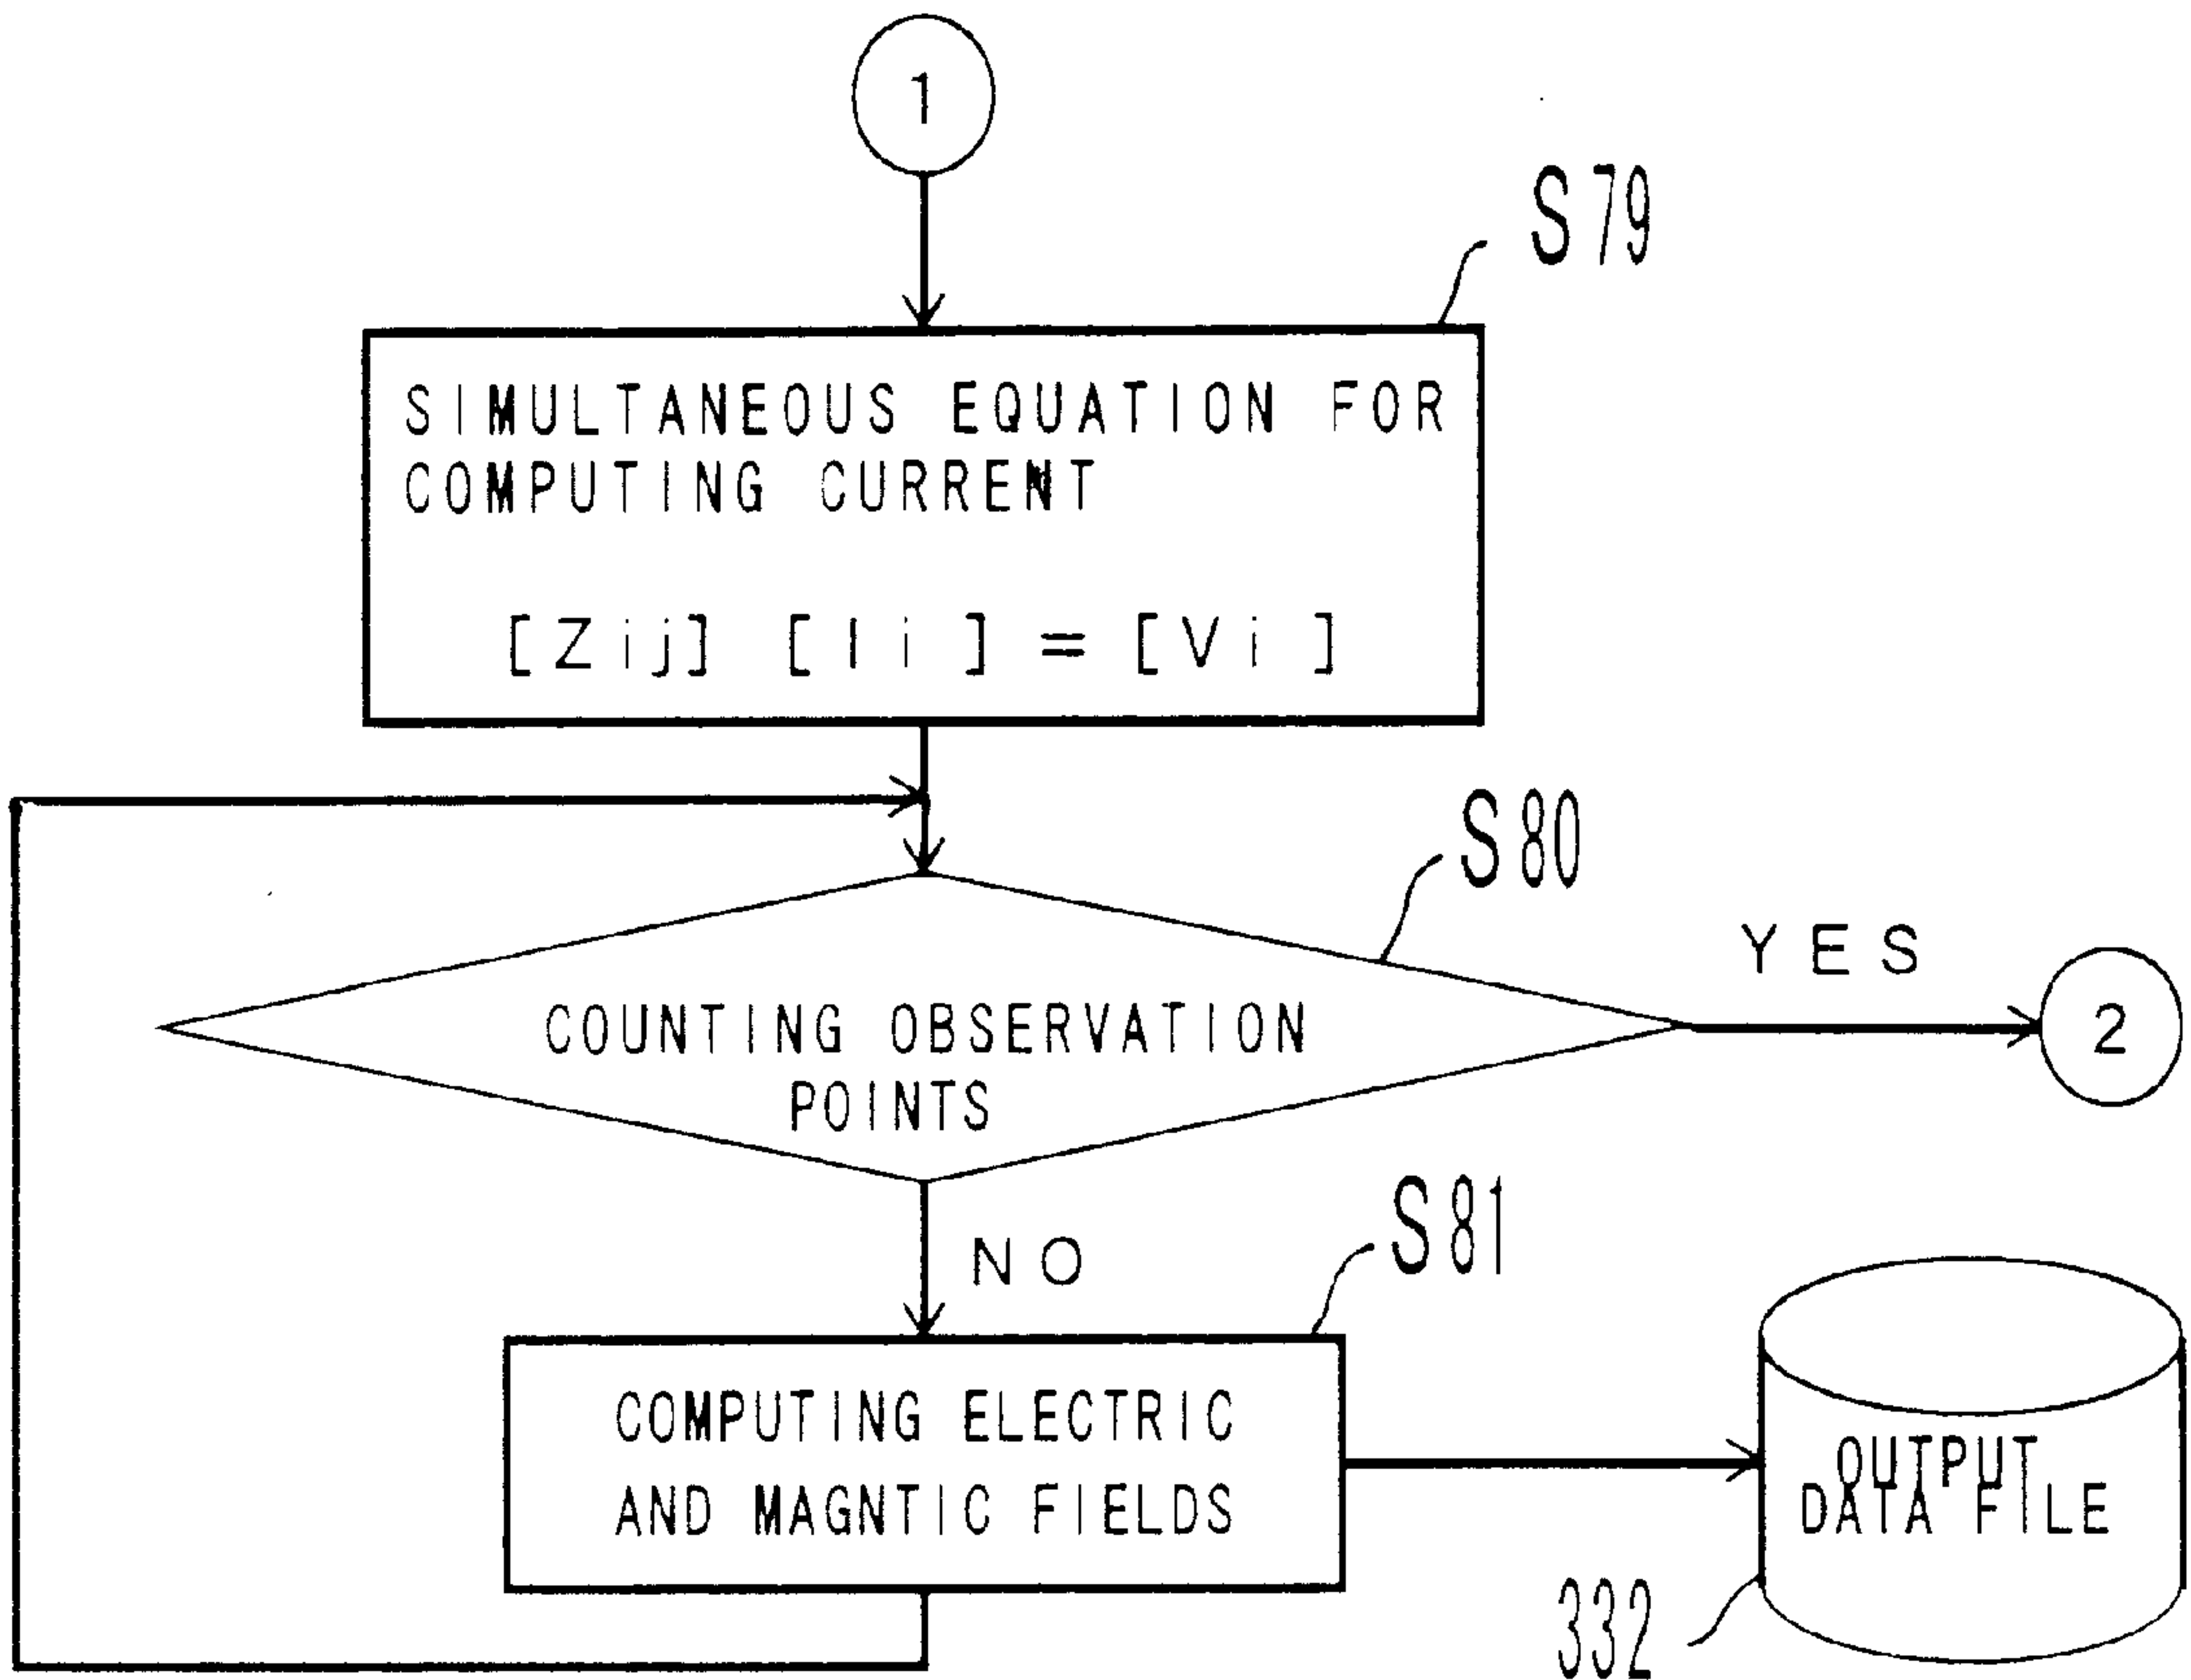 1
S79
SIMULTANEOUS EQUATION FOR
COMPUTING CURRENT
[Zij] [Ii] = [Vi]
S80
YES
COUNTING OBSERVATION
POINTS
2
S81
NO
COMPUTING ELECTRIC
AND MAGNTIC FIELDS
OUTPUT
DATA FILE
332